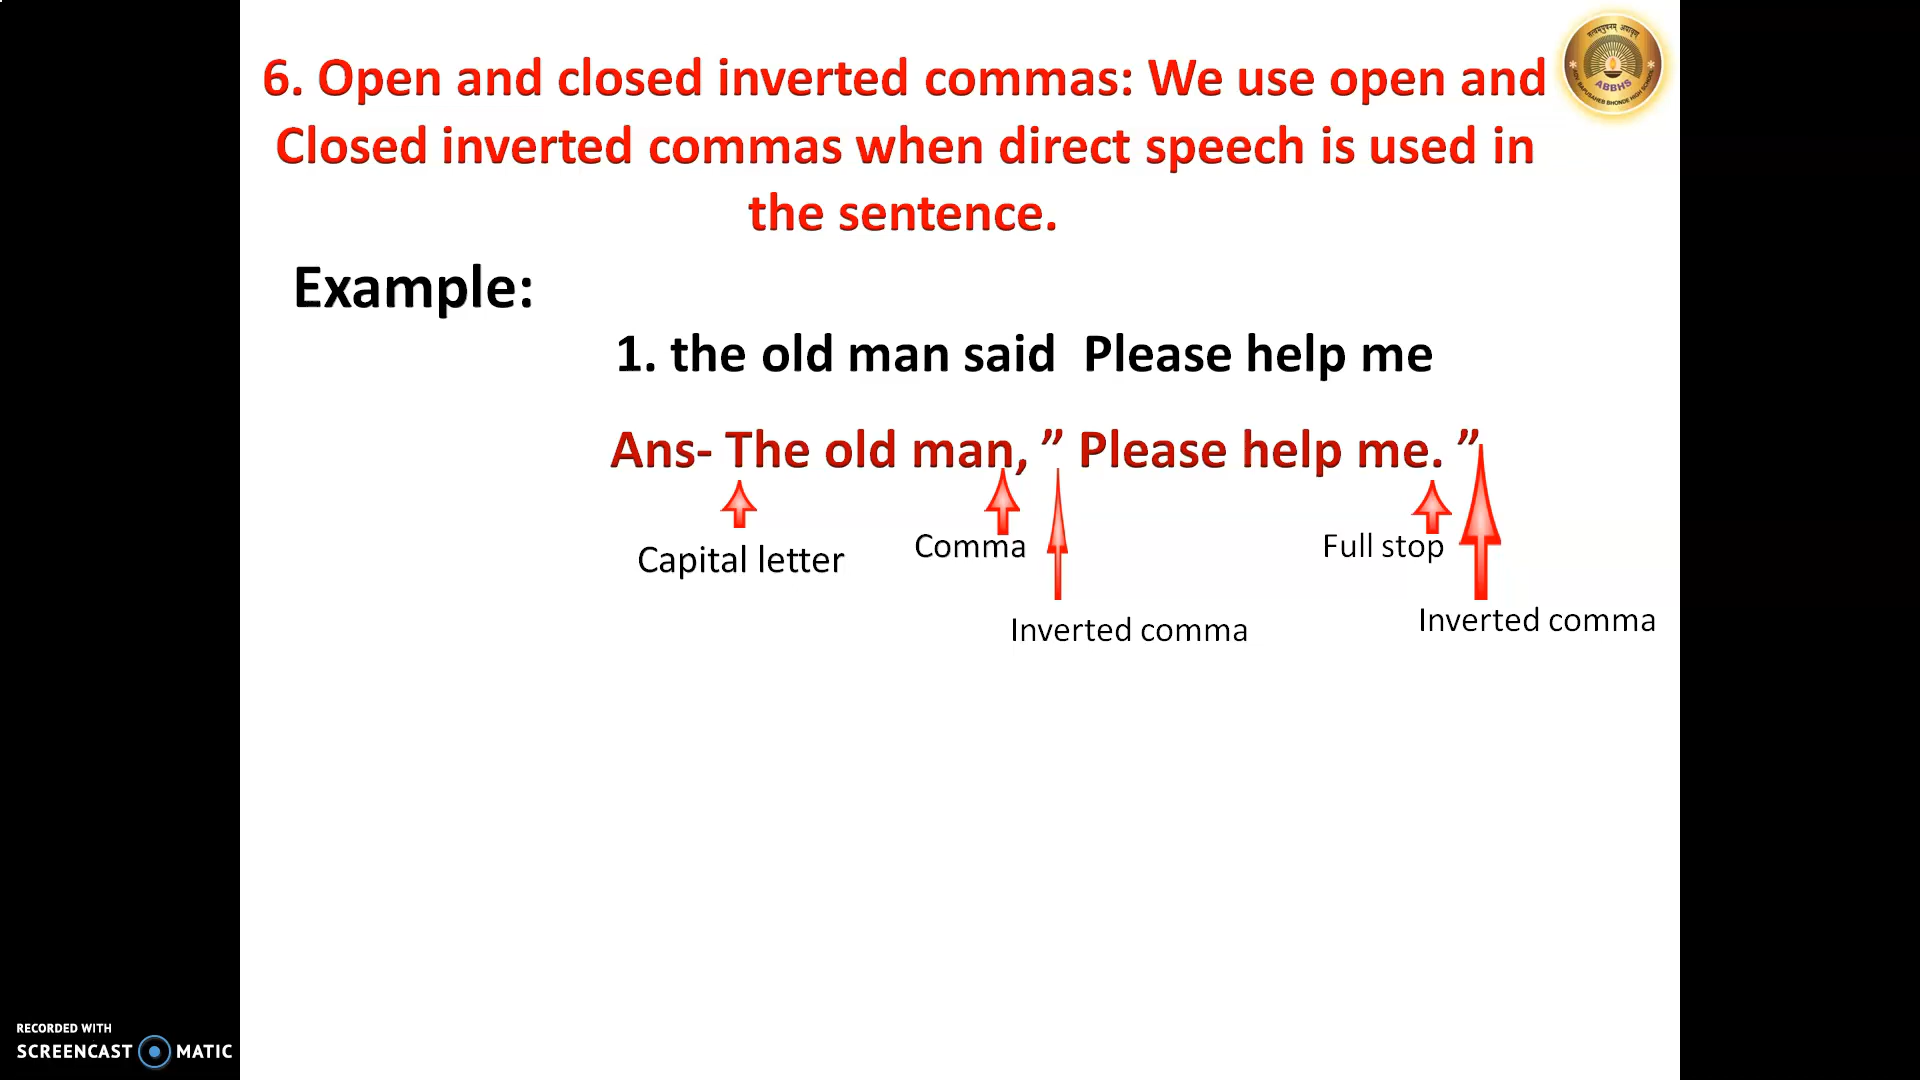 6. Open and closed inverted commas: We use open and
Closed inverted commas when direct speech is used in
the sentence.
Example:
1. the old man said  Please help me
Ans- The old man, ” Please help me. ”
Capital letter
Comma
Full stop
Inverted comma
Inverted comma
ABBHS
RECORDED WITH
SCREENCAST MATIC